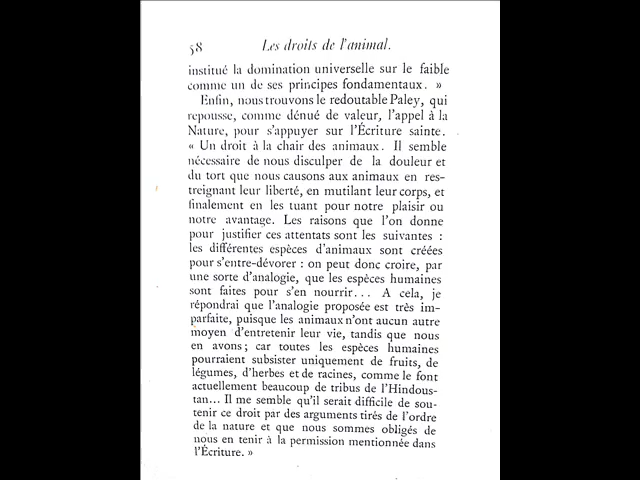 58 Les droits de l'animal.
institué la domination universelle sur le faible
comme un de ses principes fondamentaux. »
Enfin, nous trouvons le redoutable Paley, qui
repousse, comme dénué de valeur, l'appel à la
Nature, pour s'appuyer sur l'Écriture sainte.
« Un droit à la chair des animaux. Il semble
nécessaire de nous disculper de la douleur et
du tort que nous causons aux animaux en res-
treignant leur liberté, en mutilant leur corps, et
finalement en les tuant pour notre plaisir ou
notre avantage. Les raisons que l'on donne
pour justifier ces attentats sont les suivantes :
les différentes espèces d'animaux sont créées
pour s'entre-dévorer : on peut donc croire, par
une sorte d'analogie, que les espèces humaines
sont faites pour s'en nourrir... A cela, je
répondrai que l'analogie proposée est très im-
parfaite, puisque les animaux n'ont aucun autre
moyen d'entretenir leur vie, tandis que nous
en avons ; car toutes les espèces humaines
pourraient subsister uniquement de fruits, de
légumes, d'herbes et de racines, comme le font
actuellement beaucoup de tribus de l'Hindous-
tan... Il me semble qu'il serait difficile de sou-
tenir ce droit par des arguments tirés de l'ordre
de la nature et que nous sommes obligés de
nous en tenir à la permission mentionnée dans
l'Écriture. »